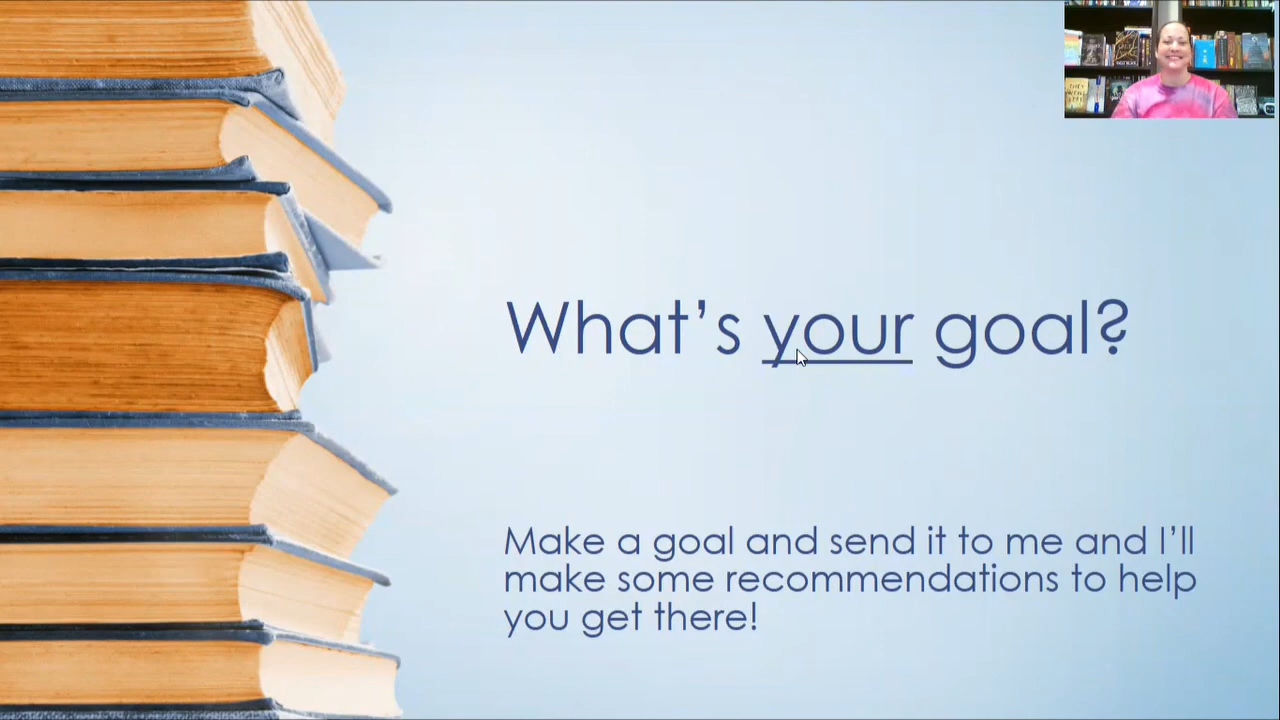 What's your goal?
Make a goal and send it to me and I'll
make some recommendations to help
you get there!